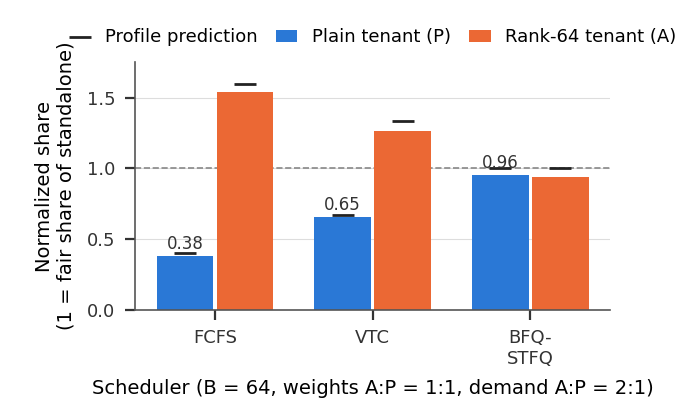 Profile prediction
Plain tenant (P)
Rank-64 tenant (A)
Normalized share
(1 = fair share of standalone)
1.5
1.0
0.5
0.0
0.38
0.65
0.96
FCFS
VTC
BFQ-
STFQ
Scheduler (B = 64, weights A:P = 1:1, demand A:P = 2:1)